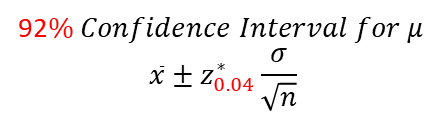 92% Confidence Interval for μ
x̄ ± z*0.04 σ/√n